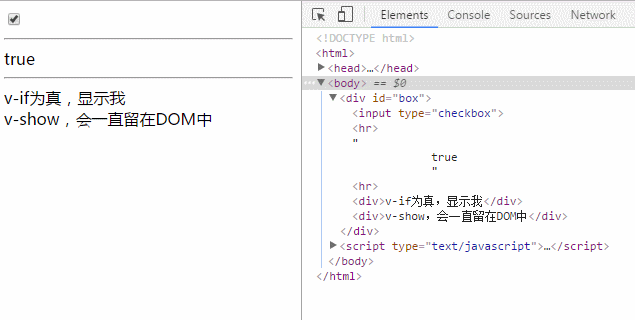 true
v-if为真，显示我
v-show，会一直留在DOM中
Elements Console Sources Network
<!DOCTYPE html>
<html>
<head>…</head>
<body> == $0
<div id="box">
<input type="checkbox">
<hr>
"
true
"
<hr>
<div>v-if为真，显示我</div>
<div>v-show，会一直留在DOM中</div>
</div>
<script type="text/javascript">…</script>
</body>
</html>